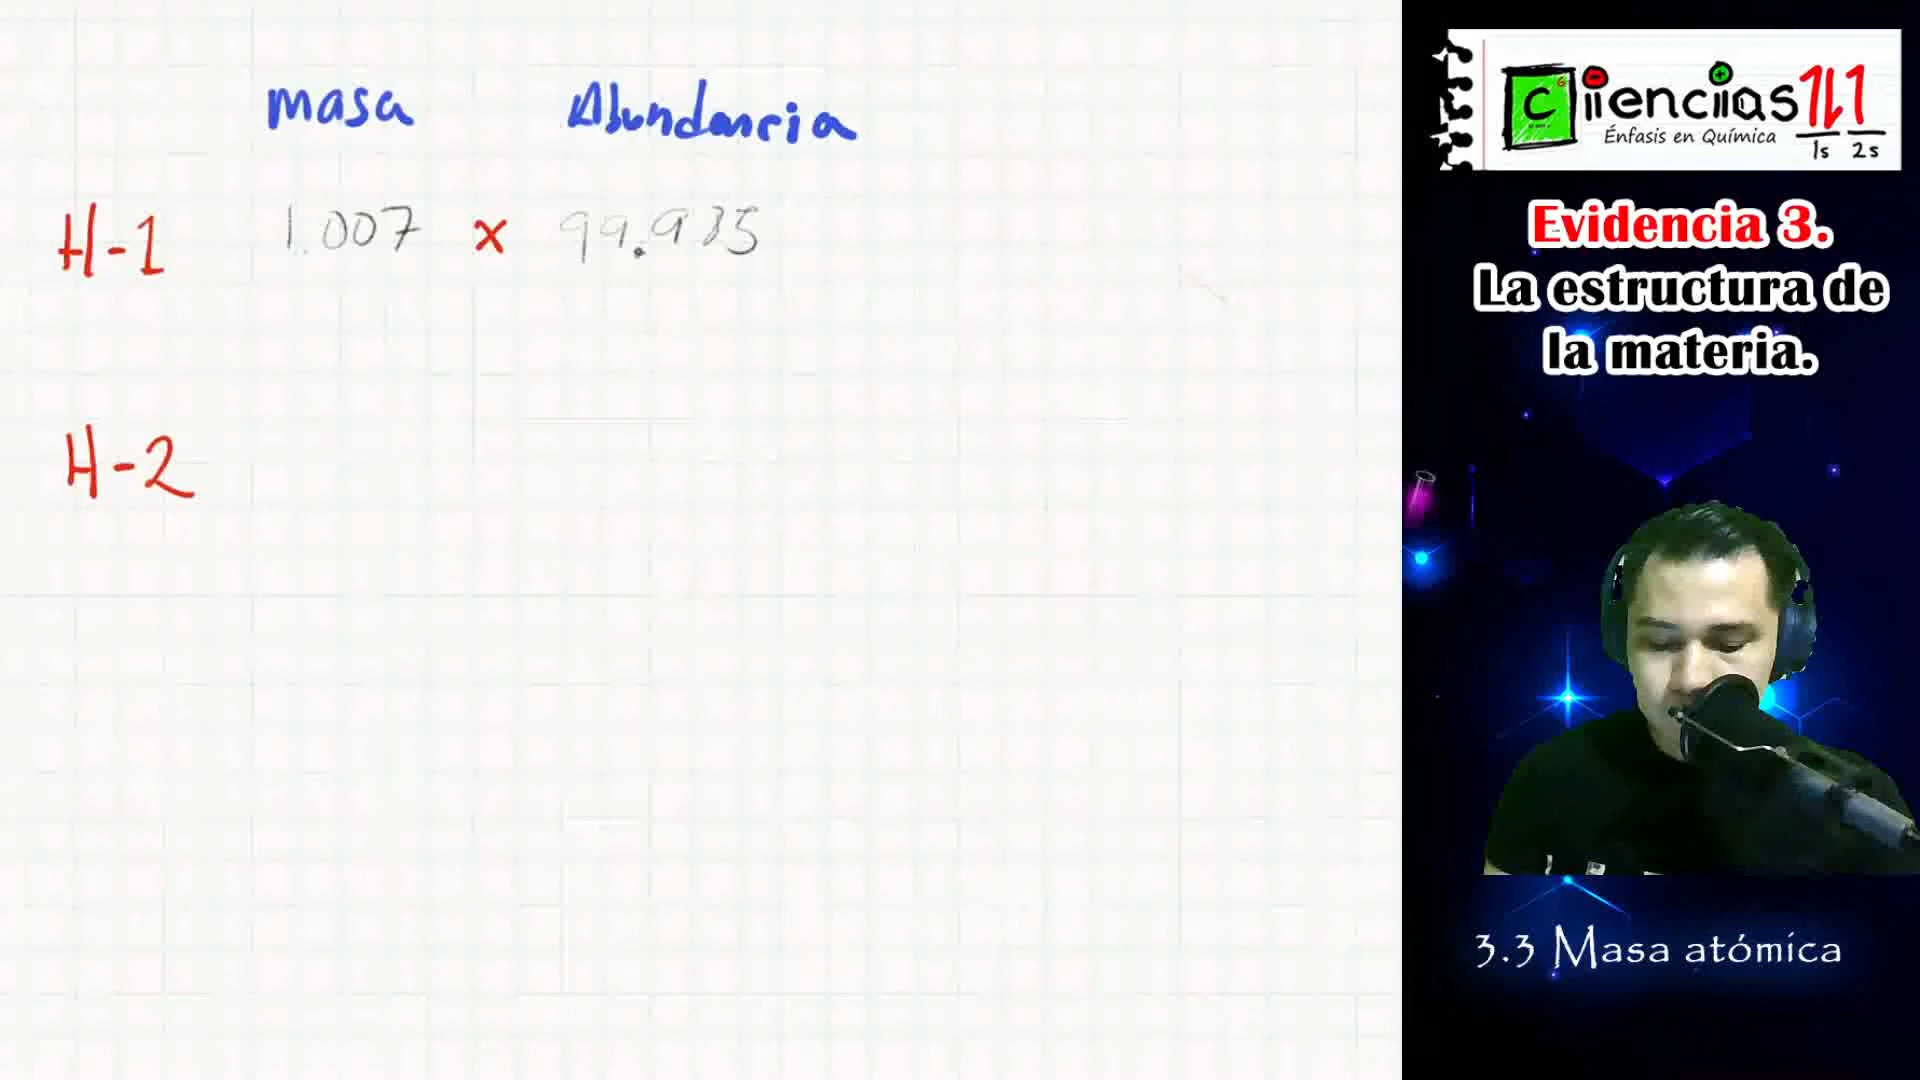 masa Abundancia
H-1 1.007 x 99.985
H-2
Ciienciias 1s 2s
Énfasis en Química
Evidencia 3.
La estructura de
la materia.
3.3 Masa atómica